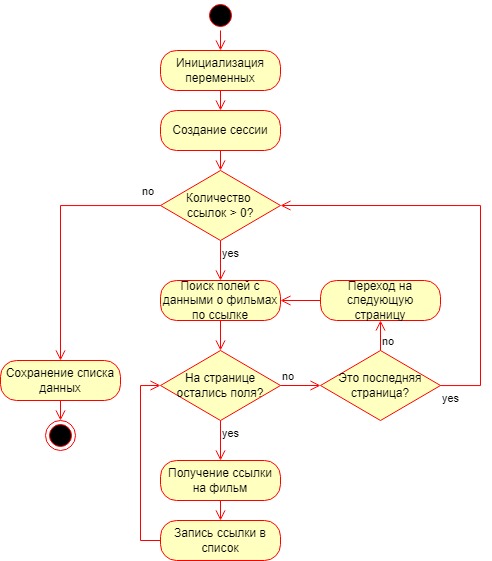 Инициализация
переменных
Создание сессии
Количество
ссылок > 0?
no
yes
Поиск полей с
данными о фильмах
по ссылке
Переход на
следующую
страницу
no
Сохранение списка
данных
На странице
остались поля?
no
Это последняя
страница?
yes
yes
Получение ссылки
на фильм
Запись ссылки в
список